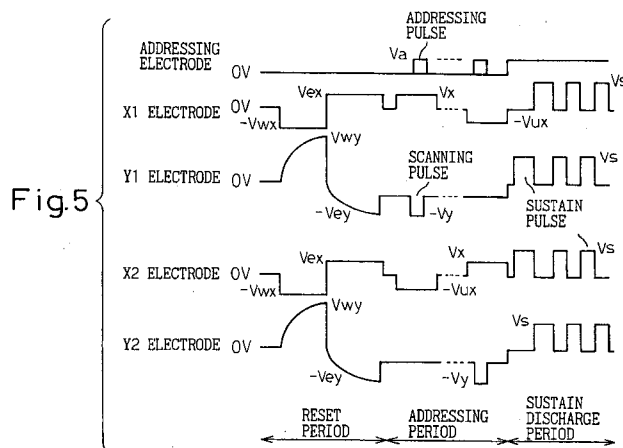 Fig.5
ADDRESSING
PULSE
ADDRESSING
ELECTRODE 0V
Va
X1 ELECTRODE 0V
-Vwx
Vex
Vx
-Vux
Vs
Y1 ELECTRODE 0V
Vwy
-Vey
SCANNING
PULSE
-Vy
Vs
SUSTAIN
PULSE
X2 ELECTRODE 0V
-Vwx
Vex
-Vux
Vx
Vs
Y2 ELECTRODE 0V
Vwy
-Vey
-Vy
Vs
RESET
PERIOD
ADDRESSING
PERIOD
SUSTAIN
DISCHARGE
PERIOD